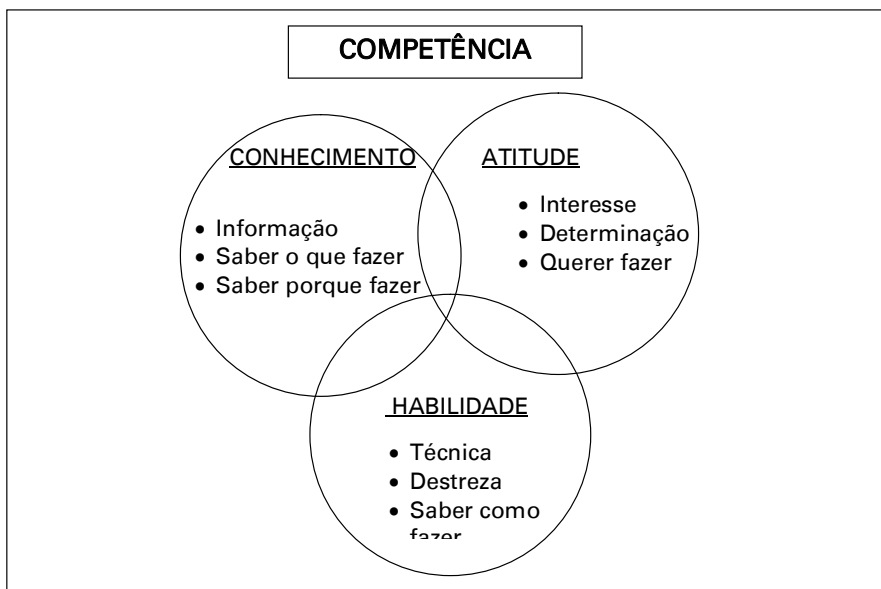 COMPETÊNCIA
CONHECIMENTO
• Informação
• Saber o que fazer
• Saber porque fazer
ATITUDE
• Interesse
• Determinação
• Querer fazer
HABILIDADE
• Técnica
• Destreza
• Saber como
fazer